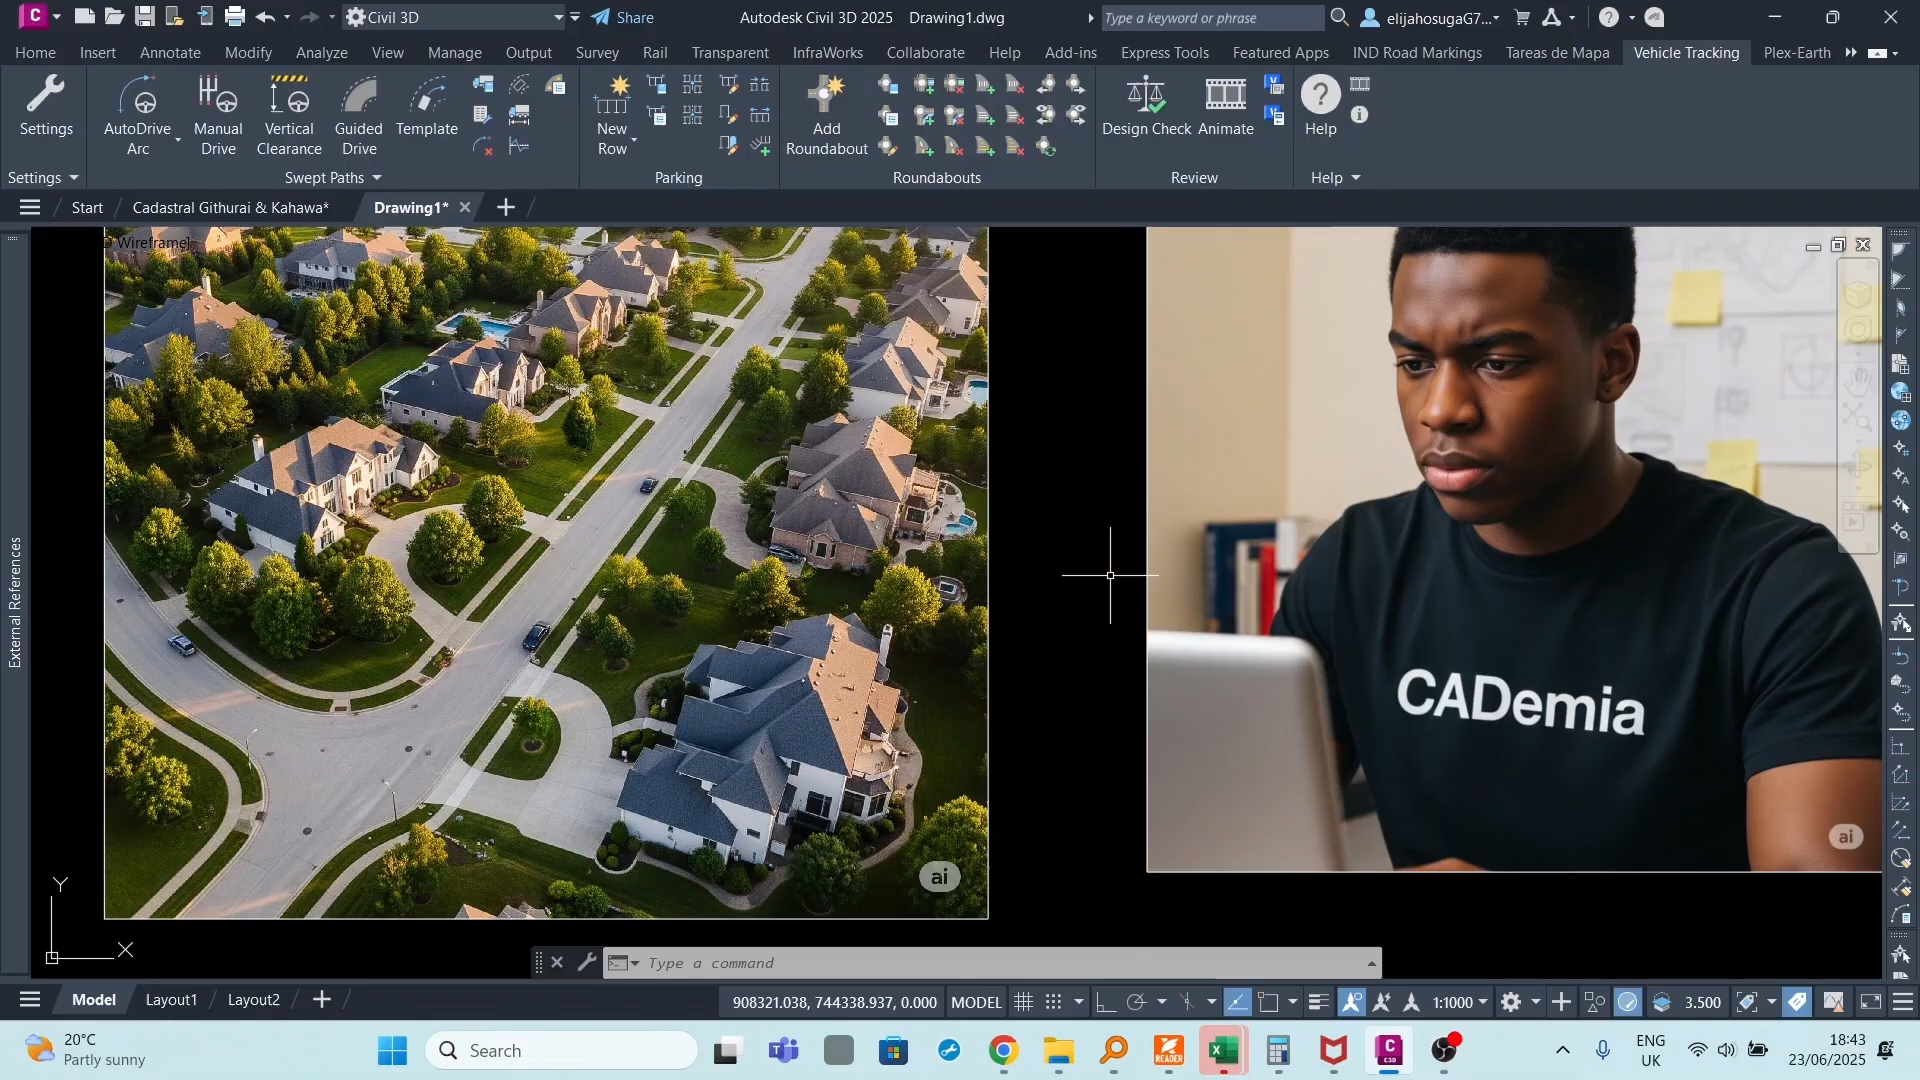 Civil 3D
Share
Autodesk Civil 3D 2025 Drawing1.dwg
Type a keyword or phrase
elijahosugaG7...
Home Insert Annotate Modify Analyze View Manage Output Survey Rail Transparent InfraWorks Collaborate Help Add-ins Express Tools Featured Apps IND Road Markings Tareas de Mapa Vehicle Tracking Plex-Earth
Settings
AutoDrive Arc
Manual Drive
Vertical Clearance
Guided Drive
Template
New Row
Add Roundabout
Design Check
Animate
Help
Settings Swept Paths Parking Roundabouts Review Help
Start Cadastral Githurai & Kahawa* Drawing1*
Wireframe]
External References
CADemia
ai
ai
Y
X
Type a command
Model Layout1 Layout2
908321.038, 744338.937, 0.000 MODEL 1:1000 3.500
20°C
Partly sunny
Search
READER
C3D
ENG
UK
18:43
23/06/2025